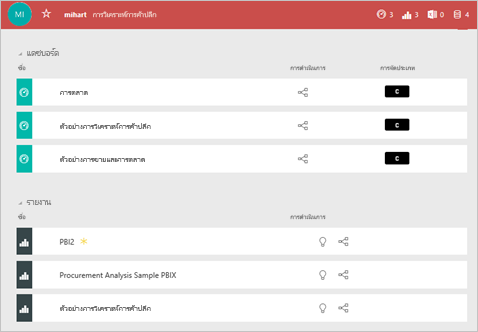 MI mihart การวิเคราะห์การค้าปลีก 3 3 0 4
แดชบอร์ด
ชื่อ การดำเนินการ การจัดประเภท
การตลาด C
ตัวอย่างการวิเคราะห์การค้าปลีก C
ตัวอย่างการขายและการตลาด C
รายงาน
ชื่อ การดำเนินการ
PBI2
Procurement Analysis Sample PBIX
ตัวอย่างการวิเคราะห์การค้าปลีก